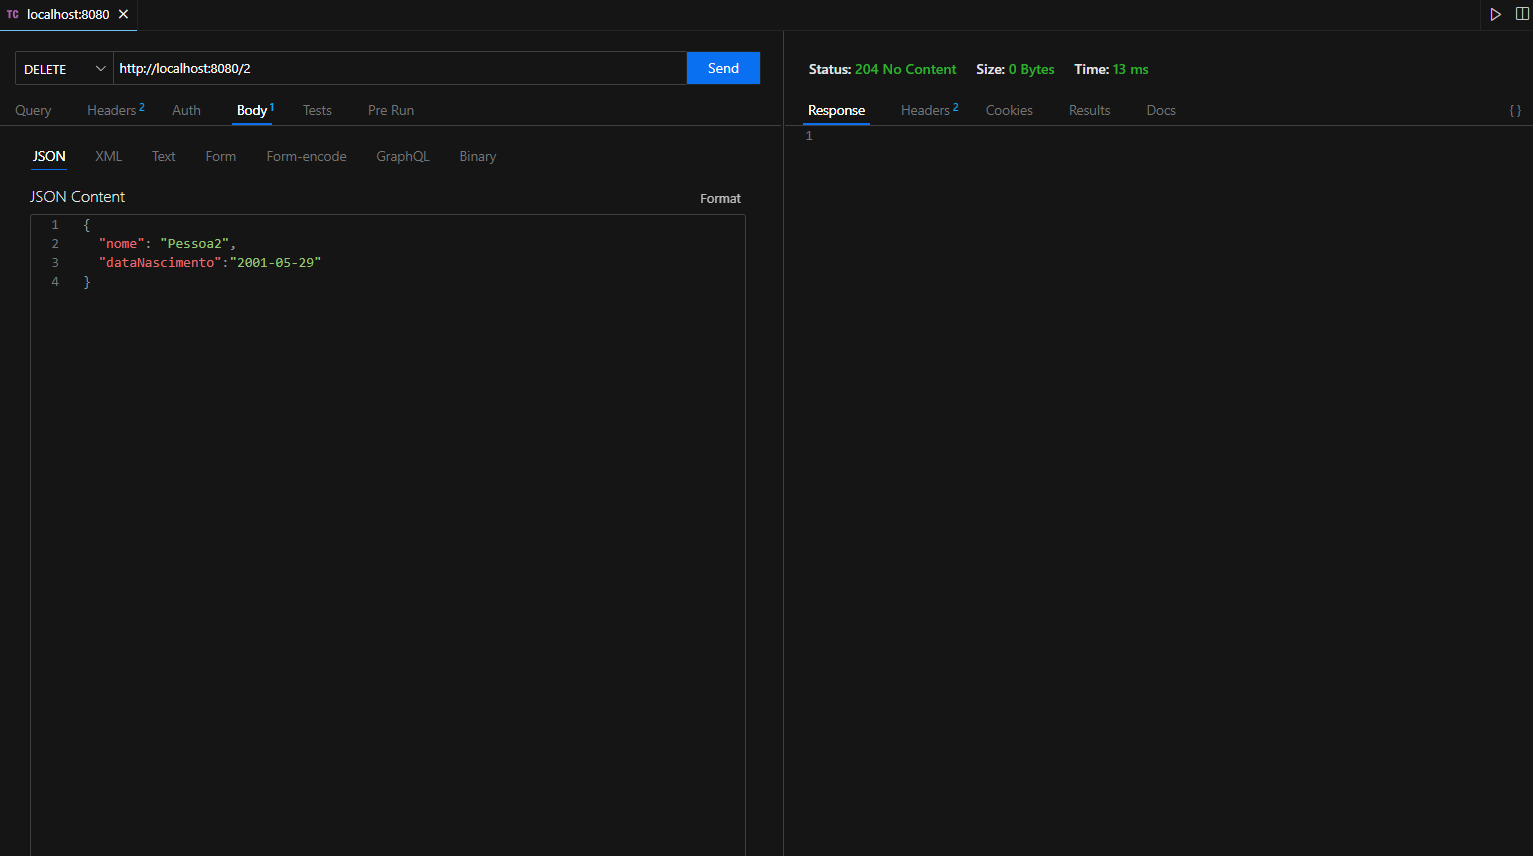 TC localhost:8080
DELETE http://localhost:8080/2 Send
Query Headers 2 Auth Body 1 Tests Pre Run
JSON XML Text Form Form-encode GraphQL Binary
JSON Content Format
1 {
2 "nome": "Pessoa2",
3 "dataNascimento":"2001-05-29"
4 }
Status: 204 No Content Size: 0 Bytes Time: 13 ms
Response Headers 2 Cookies Results Docs { }
1